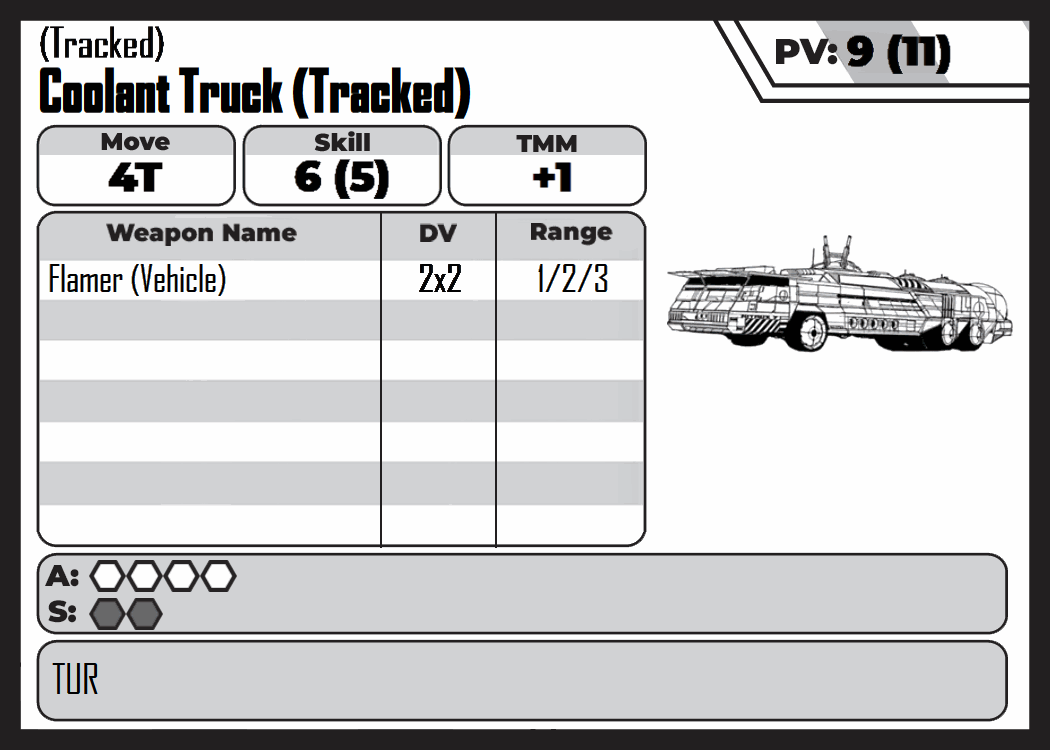 (Tracked)
Coolant Truck (Tracked)
PV: 9 (11)
Move Skill TMM
4T 6 (5) +1
Weapon Name DV Range
Flamer (Vehicle) 2x2 1/2/3
A:
S:
TUR